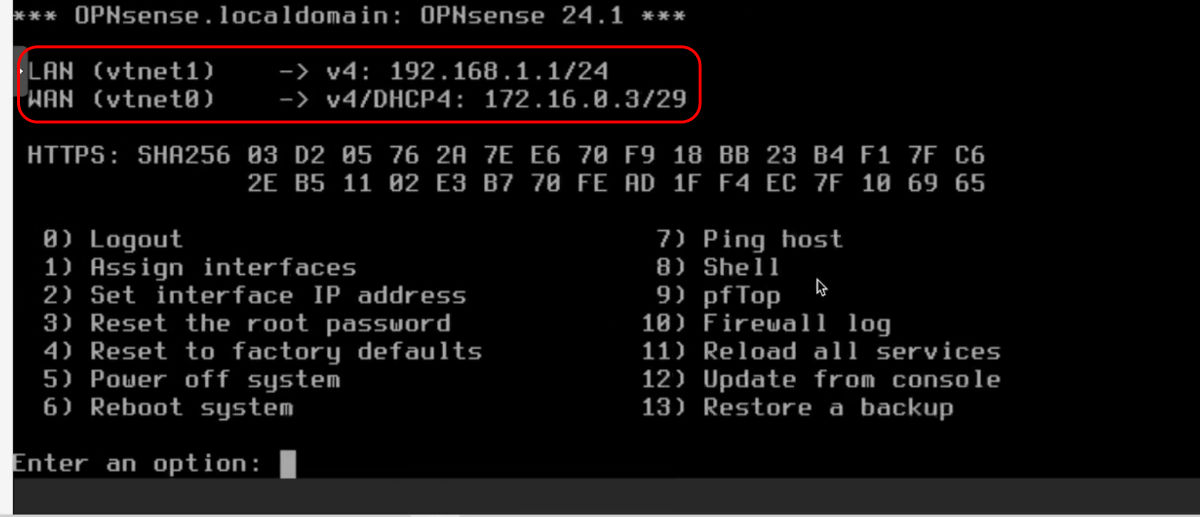 *** OPNsense.localdomain: OPNsense 24.1 ***
LAN (vtnet1)    -> v4: 192.168.1.1/24
WAN (vtnet0)    -> v4/DHCP4: 172.16.0.3/29
HTTPS: SHA256 03 D2 05 76 2A 7E E6 70 F9 18 BB 23 B4 F1 7F C6
2E B5 11 02 E3 B7 70 FE AD 1F F4 EC 7F 10 69 65
0) Logout                              7) Ping host
1) Assign interfaces                   8) Shell
2) Set interface IP address            9) pfTop
3) Reset the root password            10) Firewall log
4) Reset to factory defaults          11) Reload all services
5) Power off system                   12) Update from console
6) Reboot system                      13) Restore a backup
Enter an option: